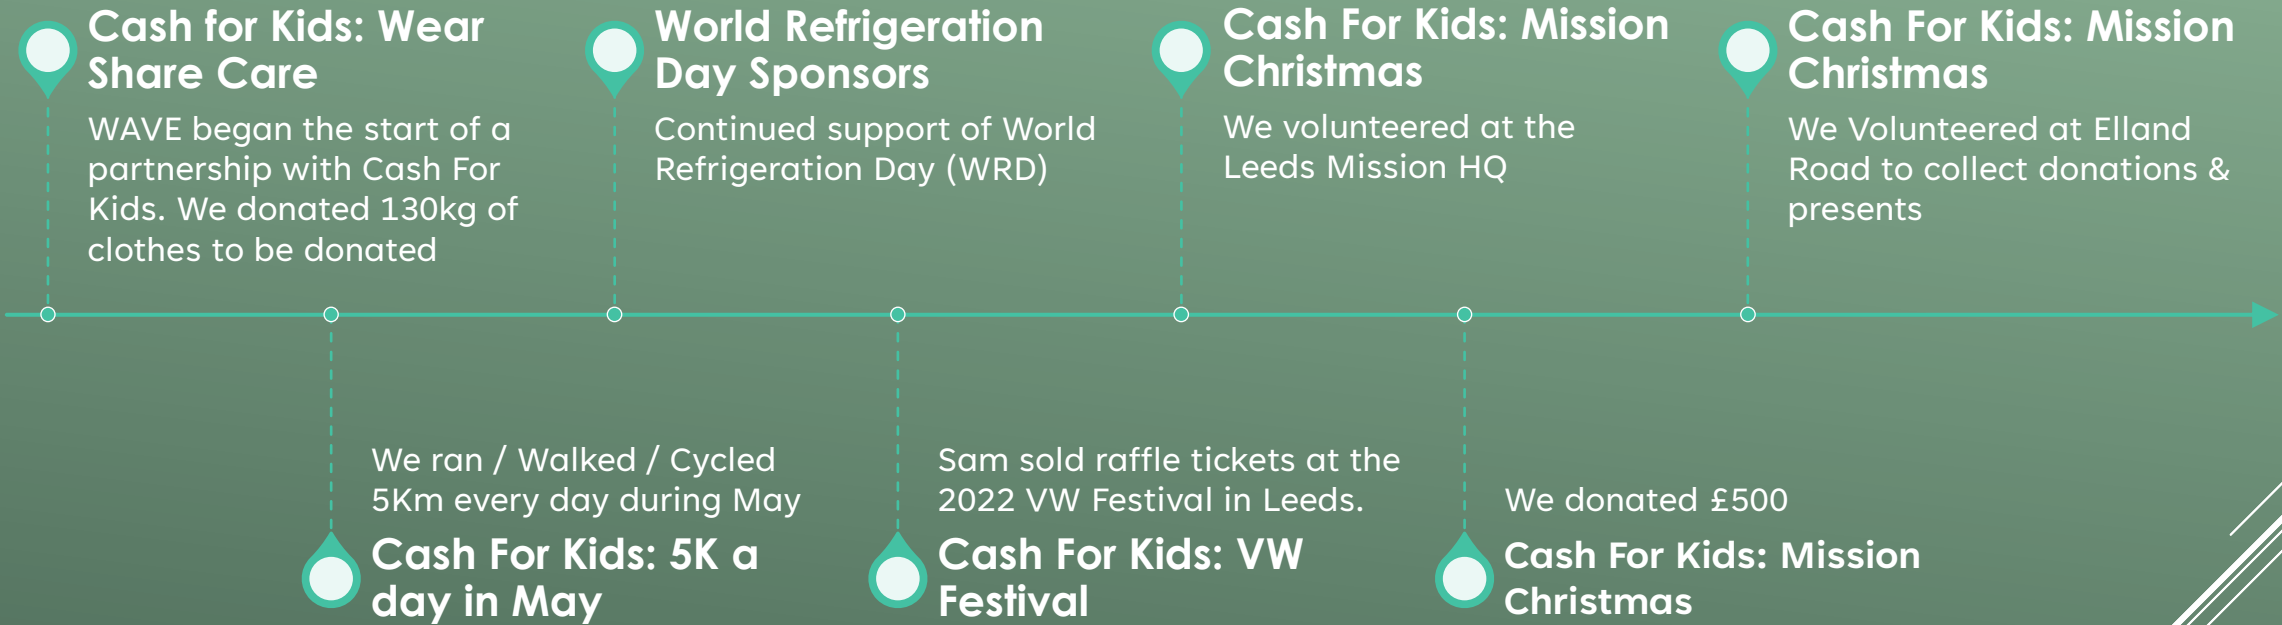 Cash for Kids: Wear
Share Care
WAVE began the start of a
partnership with Cash For
Kids. We donated 130kg of
clothes to be donated
We ran / Walked / Cycled
5Km every day during May
Cash For Kids: 5K a
day in May
World Refrigeration
Day Sponsors
Continued support of World
Refrigeration Day (WRD)
Sam sold raffle tickets at the
2022 VW Festival in Leeds.
Cash For Kids: VW
Festival
Cash For Kids: Mission
Christmas
We volunteered at the
Leeds Mission HQ
We donated £500
Cash For Kids: Mission
Christmas
Cash For Kids: Mission
Christmas
We Volunteered at Elland
Road to collect donations &
presents